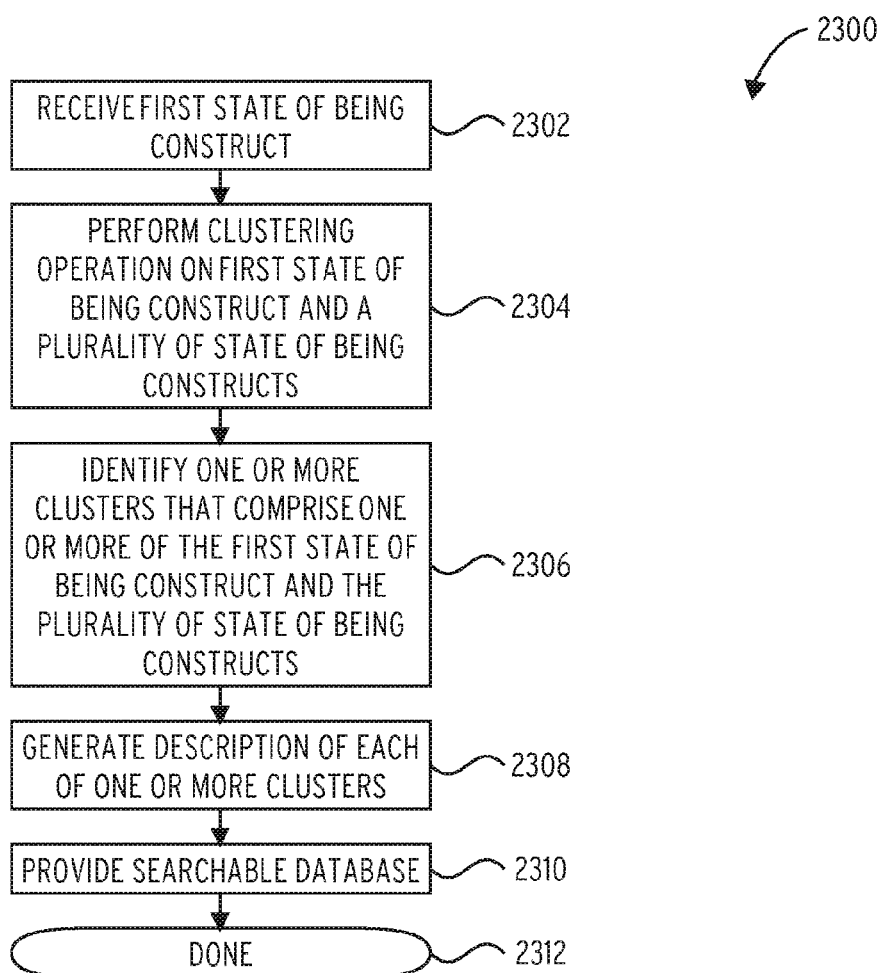 2300
RECEIVE FIRST STATE OF BEING
CONSTRUCT
2302
PERFORM CLUSTERING
OPERATION ON FIRST STATE OF
BEING CONSTRUCT AND A
PLURALITY OF STATE OF BEING
CONSTRUCTS
2304
IDENTIFY ONE OR MORE
CLUSTERS THAT COMPRISE ONE
OR MORE OF THE FIRST STATE OF
BEING CONSTRUCT AND THE
PLURALITY OF STATE OF BEING
CONSTRUCTS
2306
GENERATE DESCRIPTION OF EACH
OF ONE OR MORE CLUSTERS
2308
PROVIDE SEARCHABLE DATABASE
2310
DONE
2312